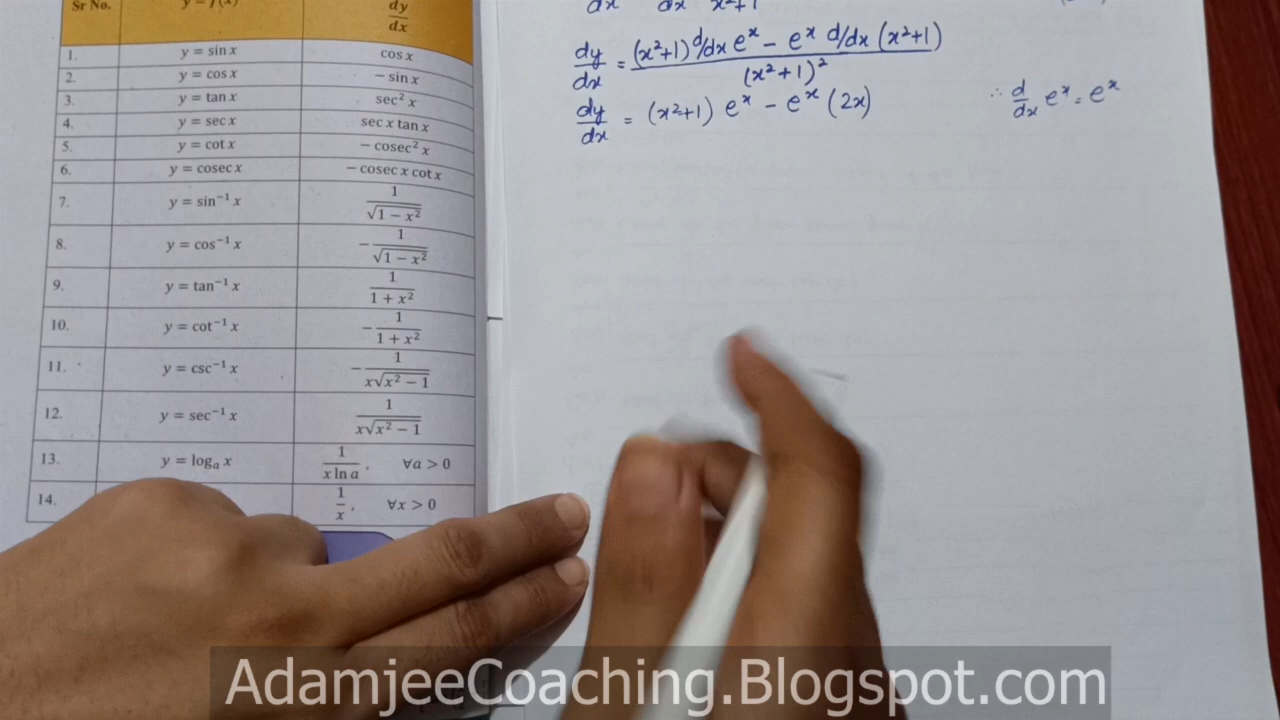 Sr No. y = f(x) dy/dx
1. y = sin x cos x
2. y = cos x − sin x
3. y = tan x sec² x
4. y = sec x sec x tan x
5. y = cot x − cosec² x
6. y = cosec x − cosec x cot x
7. y = sin⁻¹ x 1/√(1 − x²)
8. y = cos⁻¹ x −1/√(1 − x²)
9. y = tan⁻¹ x 1/(1 + x²)
10. y = cot⁻¹ x −1/(1 + x²)
11. y = csc⁻¹ x −1/(x√(x² − 1))
12. y = sec⁻¹ x 1/(x√(x² − 1))
13. y = logₐ x 1/(x ln a), ∀a > 0
14. 1/x, ∀x > 0
dx dx x²+1
dy/dx = ((x²+1) d/dx eˣ − eˣ d/dx (x²+1))/(x²+1)²
dy/dx = (x²+1) eˣ − eˣ (2x) ∵ d/dx eˣ = eˣ
AdamjeeCoaching.Blogspot.com